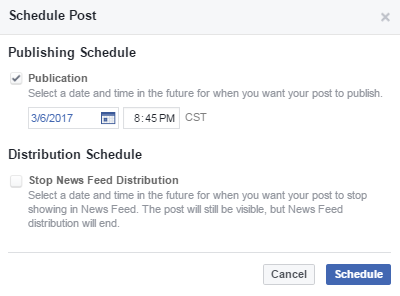 Schedule Post
Publishing Schedule
Publication
Select a date and time in the future for when you want your post to publish.
3/6/2017 8:45PM CST
Distribution Schedule
Stop News Feed Distribution
Select a date and time in the future for when you want your post to stop
showing in News Feed. The post will still be visible, but News Feed
distribution will end.
Cancel Schedule